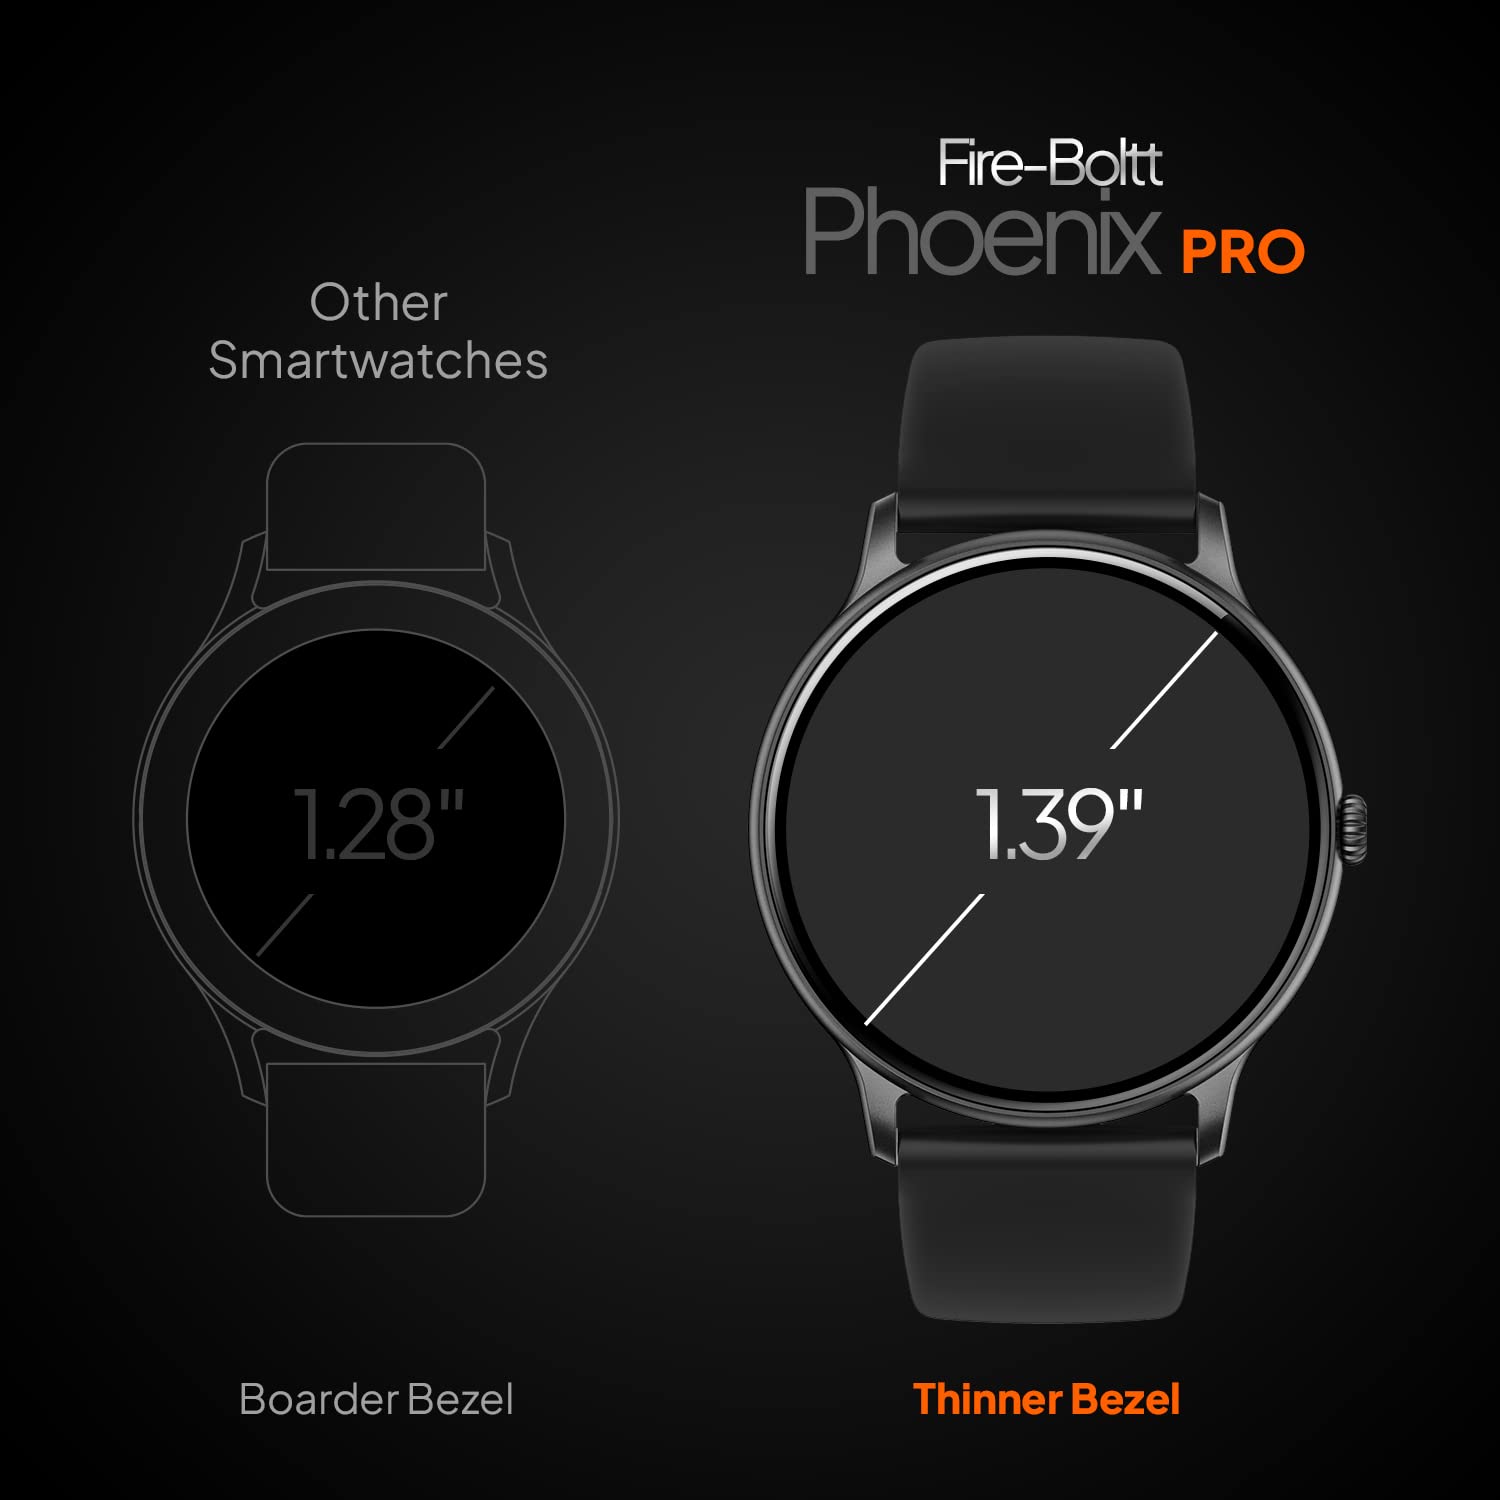 Fire-Boltt
Phoenix PRO
Other
Smartwatches
1.28"
1.39"
Boarder Bezel
Thinner Bezel